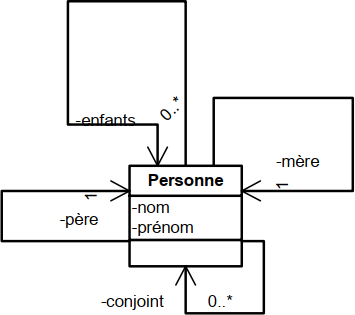 -enfants
0..*
-mère
1
Personne
1
-nom
-père
-prénom
-conjoint
0..*